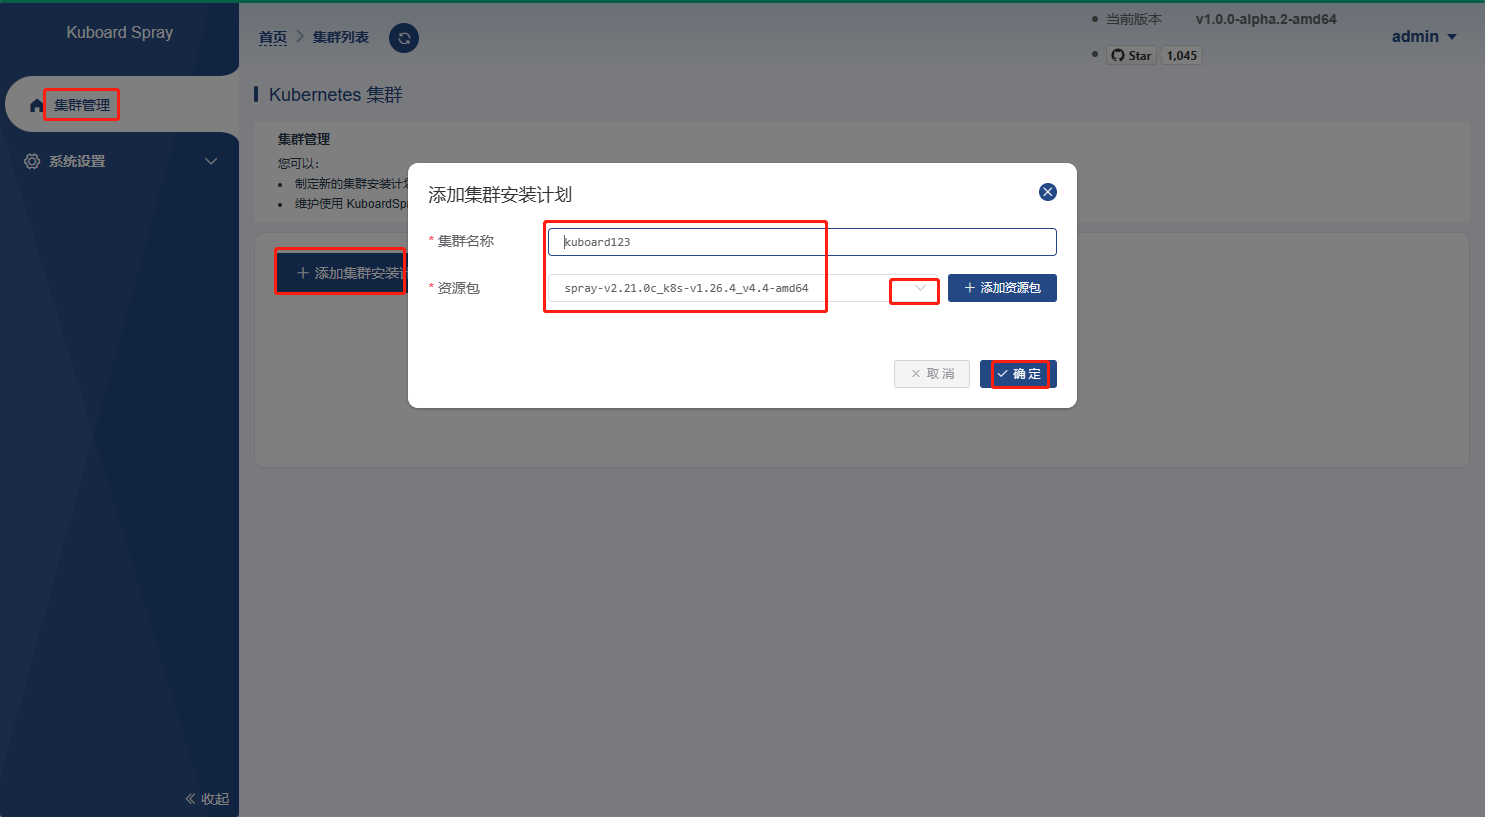 Kuboard Spray
集群管理
系统设置
收起
首页
集群列表
当前版本 v1.0.0-alpha.2-amd64
Star 1,045
admin
Kubernetes 集群
集群管理
您可以：
制定新的集群安装计划
维护使用 KuboardSpr
添加集群安装计
添加集群安装计划
* 集群名称 kuboard123
* 资源包 spray-v2.21.0c_k8s-v1.26.4_v4.4-amd64
添加资源包
取 消
确 定